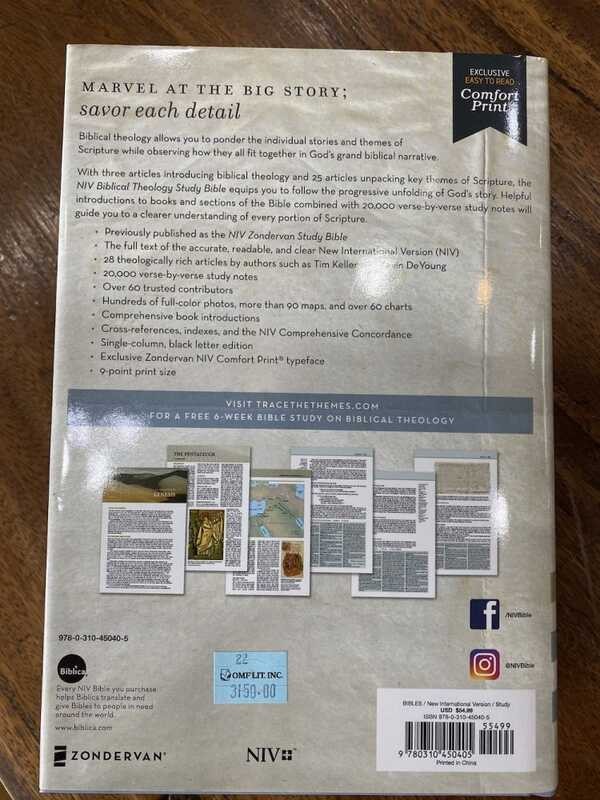 EXCLUSIVE
EASY TO READ
Comfort
Print
MARVEL AT THE BIG STORY;
savor each detail
Biblical theology allows you to ponder the individual stories and themes of
Scripture while observing how they all fit together in God's grand biblical narrative.
With three articles introducing biblical theology and 25 articles unpacking key themes of Scripture, the
NIV Biblical Theology Study Bible equips you to follow the progressive unfolding of God's story. Helpful
introductions to books and sections of the Bible combined with 20,000 verse-by-verse study notes will
guide you to a clearer understanding of every portion of Scripture.
• Previously published as the NIV Zondervan Study Bible
• The full text of the accurate, readable, and clear New International Version (NIV)
• 28 theologically rich articles by authors such as Tim Keller DeYoung
• 20,000 verse-by-verse study notes
• Over 60 trusted contributors
• Hundreds of full-color photos, more than 90 maps, and over 60 charts
• Comprehensive book introductions
• Cross-references, indexes, and the NIV Comprehensive Concordance
• Single-column, black letter edition
• Exclusive Zondervan NIV Comfort Print® typeface
• 9-point print size
VISIT TRACETHETHEMES.COM
FOR A FREE 6-WEEK BIBLE STUDY ON BIBLICAL THEOLOGY
THE PENTATEUCH
GENESIS
/NIVBible
@NIVBible
978-0-310-45040-5
Biblica
Every NIV Bible you purchase
helps Biblica translate and
give Bibles to people in need
around the world.
www.biblica.com
22
OMF LIT. INC.
3150.00
ZONDERVAN®
NIV
BIBLES / New International Version / Study
USD $54.99
ISBN 978-0-310-45040-5
55499
9 780310 450405
Printed in China